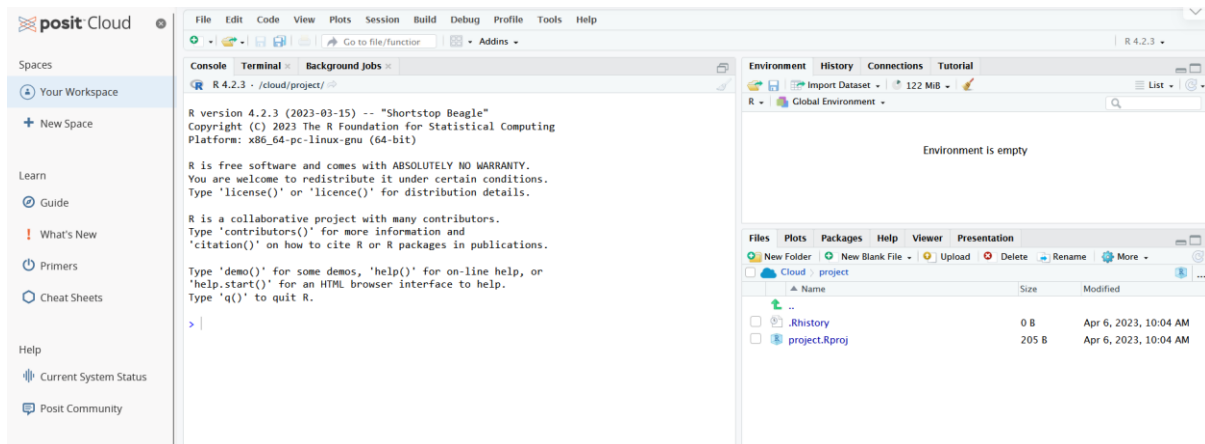 posit Cloud
Spaces
Your Workspace
New Space
Learn
Guide
What's New
Primers
Cheat Sheets
Help
Current System Status
Posit Community
File Edit Code View Plots Session Build Debug Profile Tools Help
Go to file/function Addins R 4.2.3
Console Terminal Background Jobs
R 4.2.3 · /cloud/project/
R version 4.2.3 (2023-03-15) -- "Shortstop Beagle"
Copyright (C) 2023 The R Foundation for Statistical Computing
Platform: x86_64-pc-linux-gnu (64-bit)
R is free software and comes with ABSOLUTELY NO WARRANTY.
You are welcome to redistribute it under certain conditions.
Type 'license()' or 'licence()' for distribution details.
R is a collaborative project with many contributors.
Type 'contributors()' for more information and
'citation()' on how to cite R or R packages in publications.
Type 'demo()' for some demos, 'help()' for on-line help, or
'help.start()' for an HTML browser interface to help.
Type 'q()' to quit R.
>
Environment History Connections Tutorial
Import Dataset 122 MiB List
R Global Environment
Environment is empty
Files Plots Packages Help Viewer Presentation
New Folder New Blank File Upload Delete Rename More
Cloud project ...
Name Size Modified
..
.Rhistory 0 B Apr 6, 2023, 10:04 AM
project.Rproj 205 B Apr 6, 2023, 10:04 AM